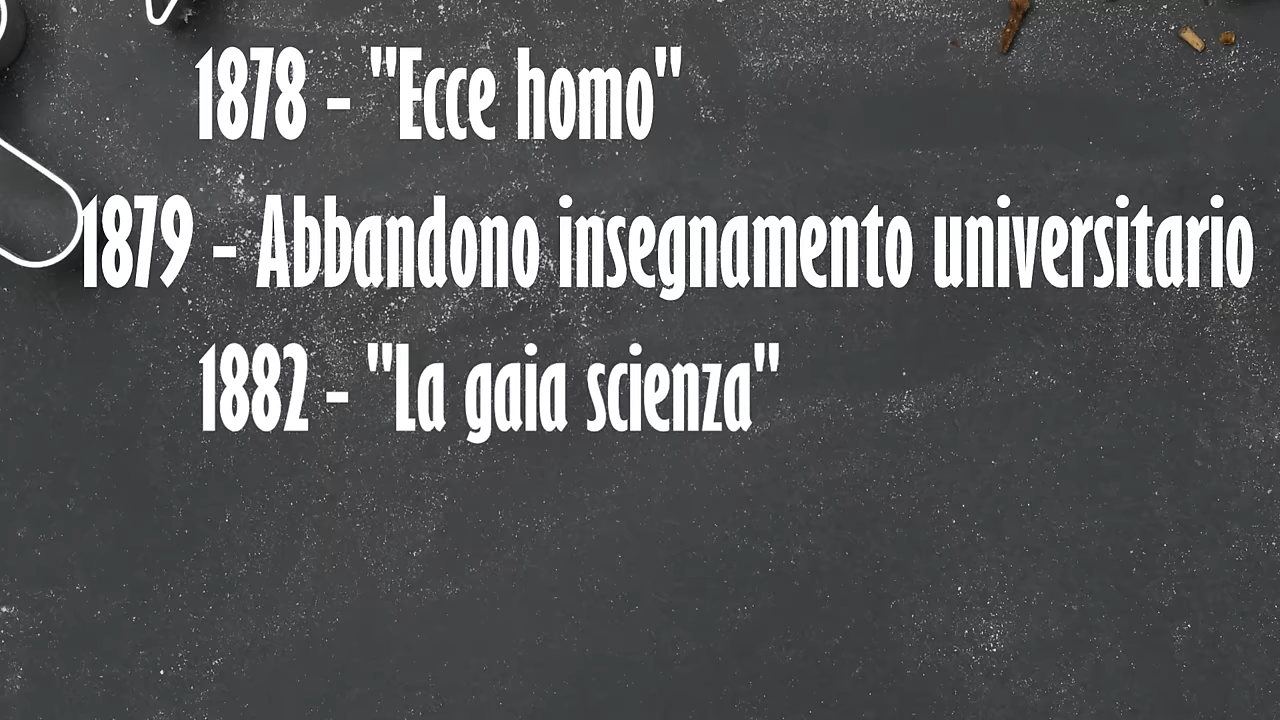 1878 - "Ecce homo"
1879 - Abbandono insegnamento universitario
1882 - "La gaia scienza"